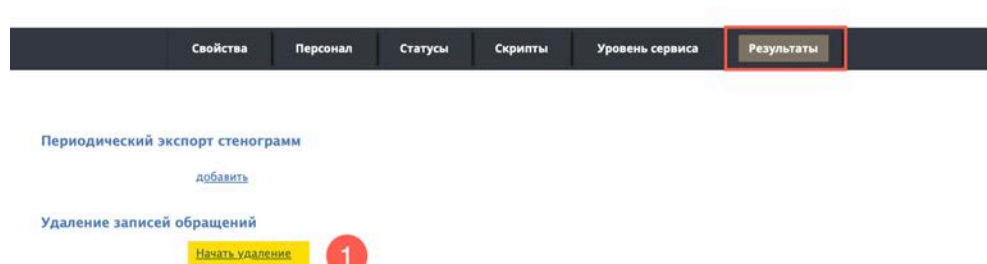 Свойства Персонал Статусы Скрипты Уровень сервиса Результаты
Периодический экспорт стенограмм
добавить
Удаление записей обращений
Начать удаление 1